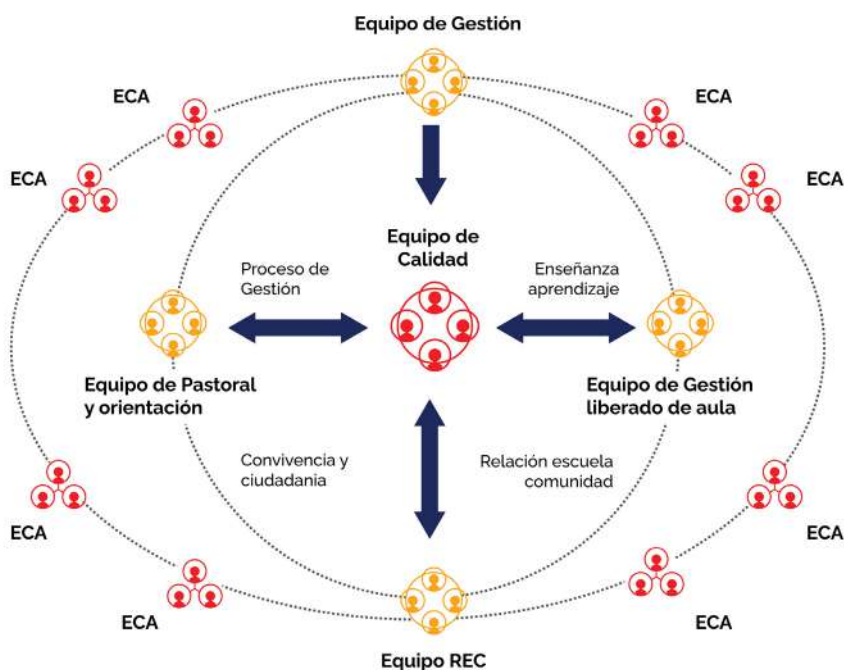 Equipo de Gestión
ECA
ECA
ECA
ECA
Equipo de
Calidad
Proceso de
Gestión
Enseñanza
aprendizaje
Equipo de Pastoral
y orientación
Equipo de Gestión
liberado de aula
Convivencia y
ciudadania
Relación escuela
comunidad
ECA
ECA
ECA
ECA
Equipo REC